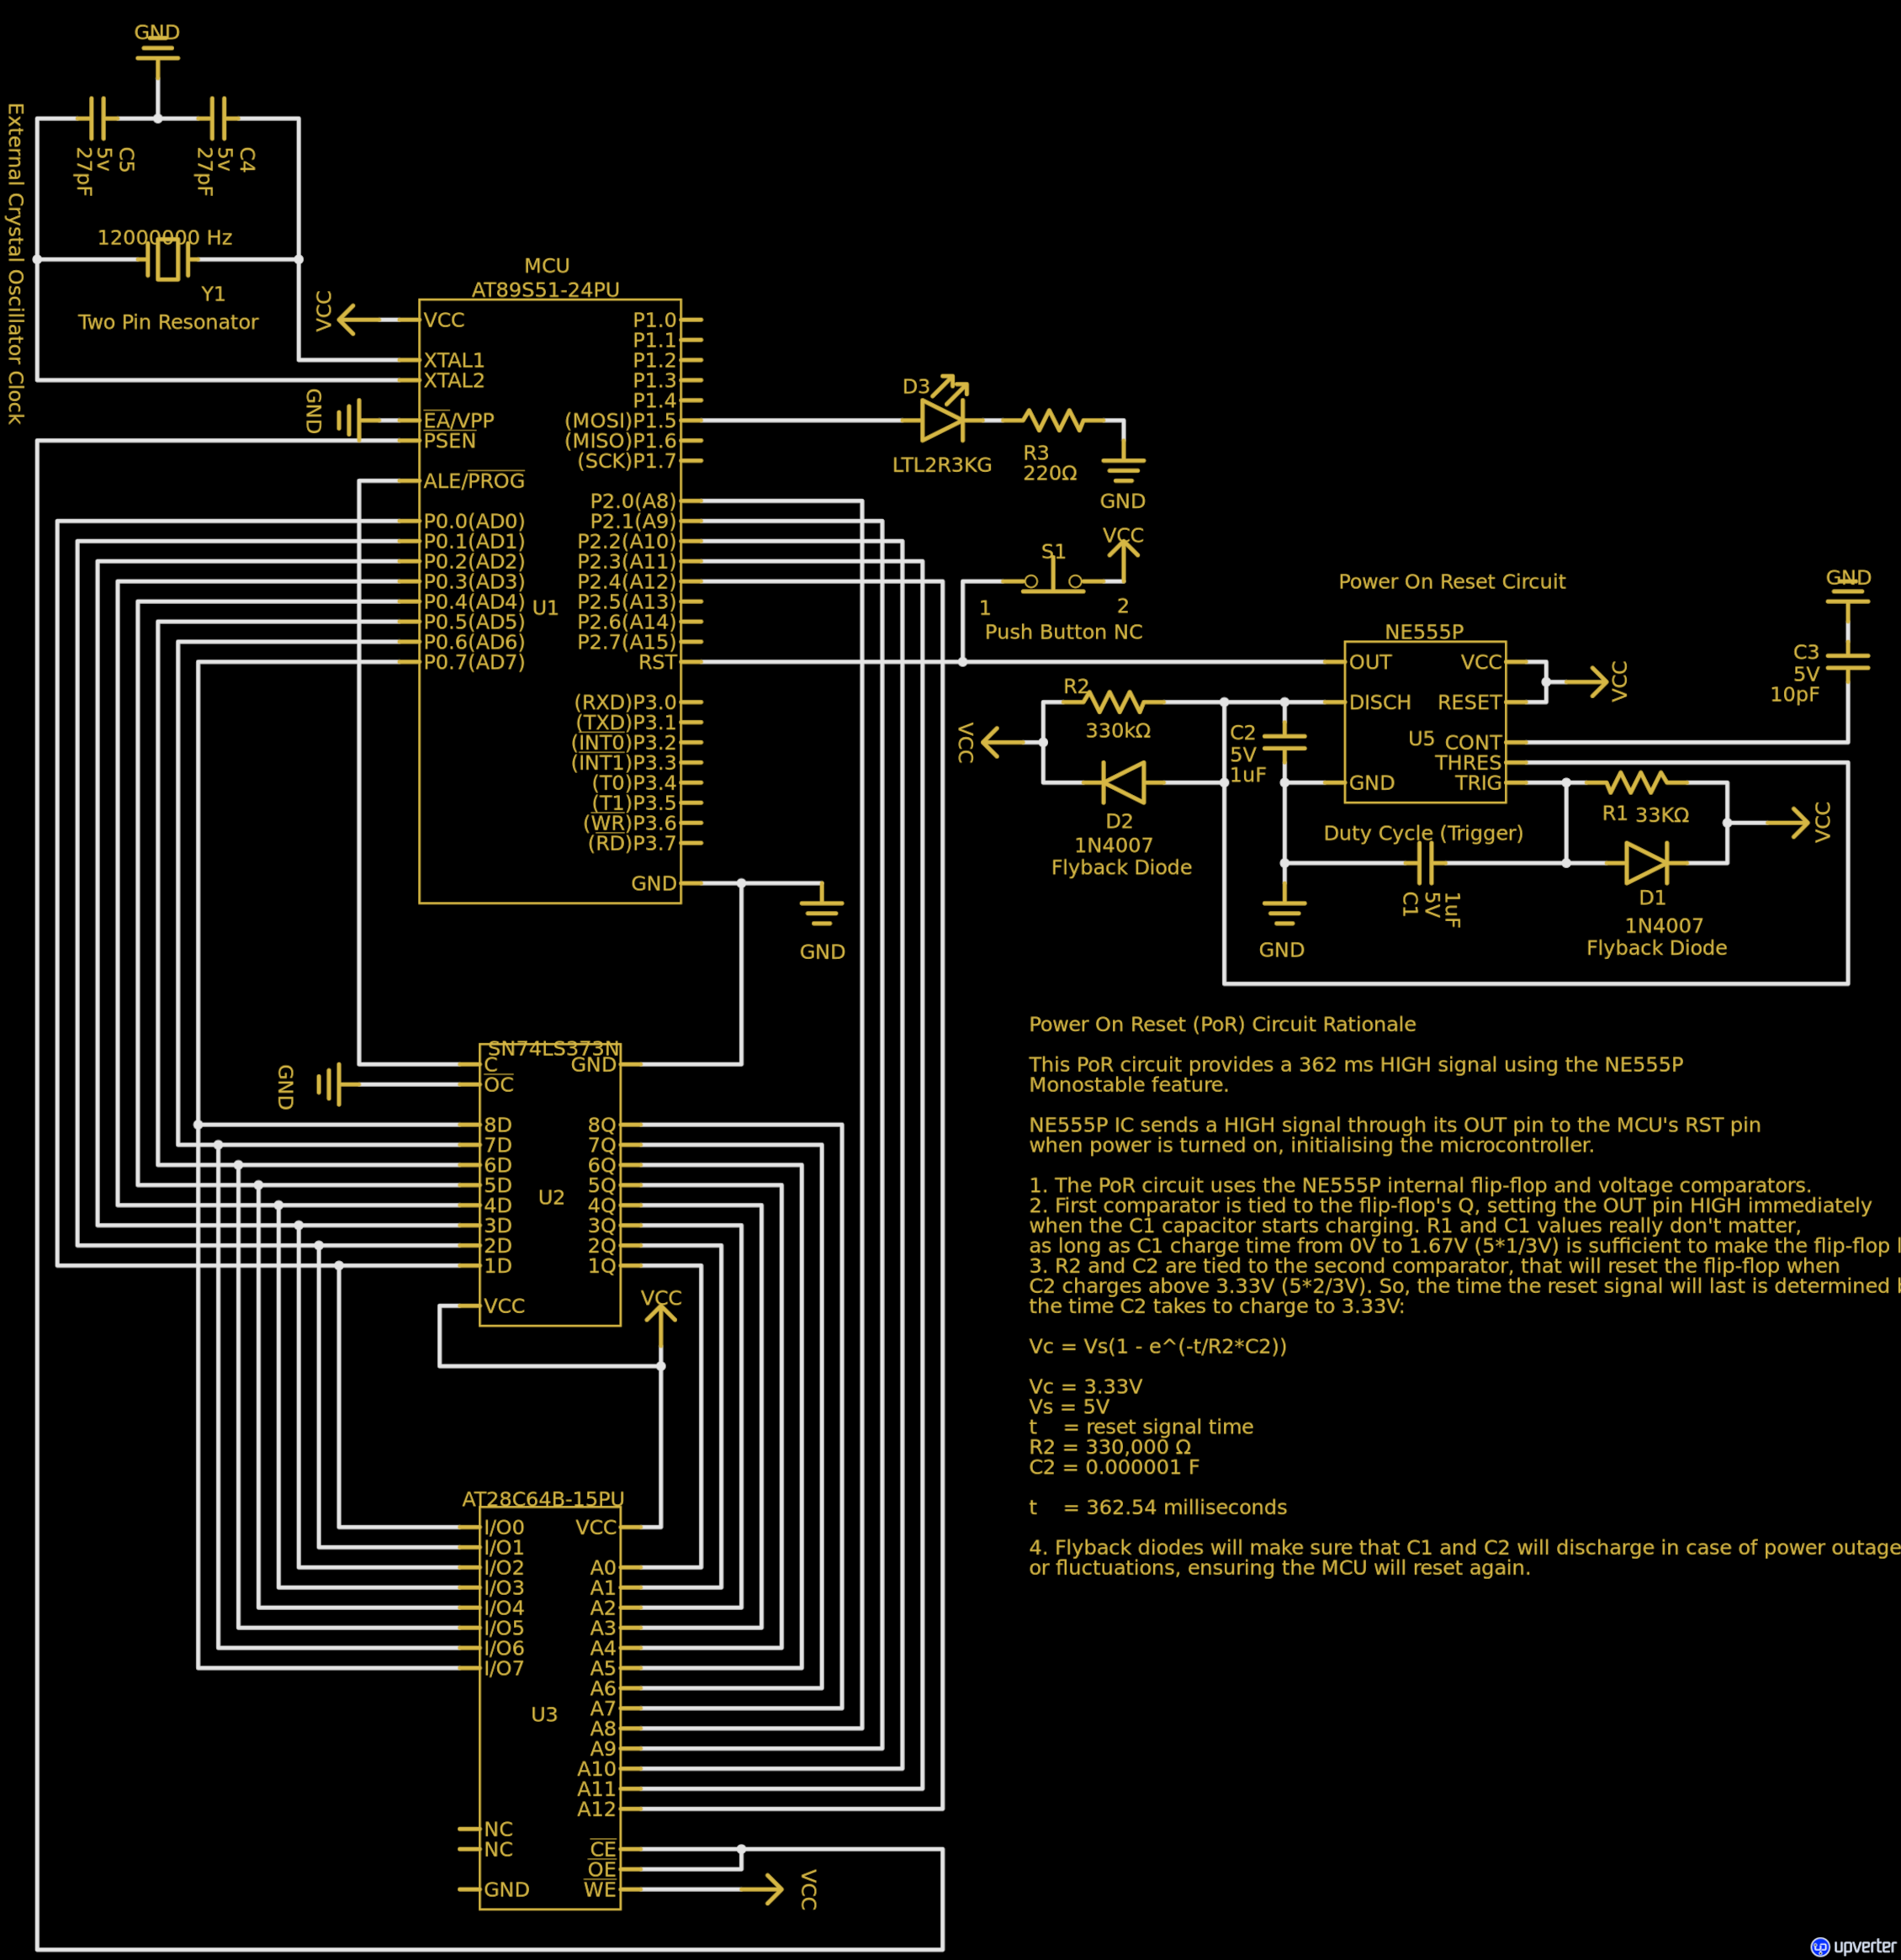 GND
External Crystal Oscillator Clock
C5
5v
27pF
C4
5v
27pF
12000000 Hz
Y1
Two Pin Resonator
MCU
AT89S51-24PU
VCC
VCC
XTAL1
XTAL2
GND
EA/VPP
PSEN
ALE/PROG
P0.0(AD0)
P0.1(AD1)
P0.2(AD2)
P0.3(AD3)
P0.4(AD4)
P0.5(AD5)
P0.6(AD6)
P0.7(AD7)
U1
P1.0
P1.1
P1.2
P1.3
P1.4
(MOSI)P1.5
(MISO)P1.6
(SCK)P1.7
P2.0(A8)
P2.1(A9)
P2.2(A10)
P2.3(A11)
P2.4(A12)
P2.5(A13)
P2.6(A14)
P2.7(A15)
RST
(RXD)P3.0
(TXD)P3.1
(INT0)P3.2
(INT1)P3.3
(T0)P3.4
(T1)P3.5
(WR)P3.6
(RD)P3.7
GND
GND
D3
LTL2R3KG
R3
220Ω
GND
VCC
S1
1
2
Push Button NC
Power On Reset Circuit
NE555P
OUT
DISCH
GND
VCC
RESET
U5
CONT
THRES
TRIG
VCC
GND
C3
5V
10pF
R2
330kΩ
VCC
C2
5V
1uF
D2
1N4007
Flyback Diode
Duty Cycle (Trigger)
R1
33KΩ
VCC
C1
5V
1uF
D1
1N4007
Flyback Diode
GND
SN74LS373N
GND
C
OC
8D
7D
6D
5D
4D
3D
2D
1D
VCC
U2
GND
8Q
7Q
6Q
5Q
4Q
3Q
2Q
1Q
VCC
AT28C64B-15PU
I/O0
I/O1
I/O2
I/O3
I/O4
I/O5
I/O6
I/O7
U3
NC
NC
GND
VCC
A0
A1
A2
A3
A4
A5
A6
A7
A8
A9
A10
A11
A12
CE
OE
WE
VCC
Power On Reset (PoR) Circuit Rationale
This PoR circuit provides a 362 ms HIGH signal using the NE555P
Monostable feature.
NE555P IC sends a HIGH signal through its OUT pin to the MCU's RST pin
when power is turned on, initialising the microcontroller.
1. The PoR circuit uses the NE555P internal flip-flop and voltage comparators.
2. First comparator is tied to the flip-flop's Q, setting the OUT pin HIGH immediately
when the C1 capacitor starts charging. R1 and C1 values really don't matter,
as long as C1 charge time from 0V to 1.67V (5*1/3V) is sufficient to make the flip-flop
3. R2 and C2 are tied to the second comparator, that will reset the flip-flop when
C2 charges above 3.33V (5*2/3V). So, the time the reset signal will last is determined
the time C2 takes to charge to 3.33V:
Vc = Vs(1 - e^(-t/R2*C2))
Vc = 3.33V
Vs = 5V
t = reset signal time
R2 = 330,000 Ω
C2 = 0.000001 F
t = 362.54 milliseconds
4. Flyback diodes will make sure that C1 and C2 will discharge in case of power outage
or fluctuations, ensuring the MCU will reset again.
upverter